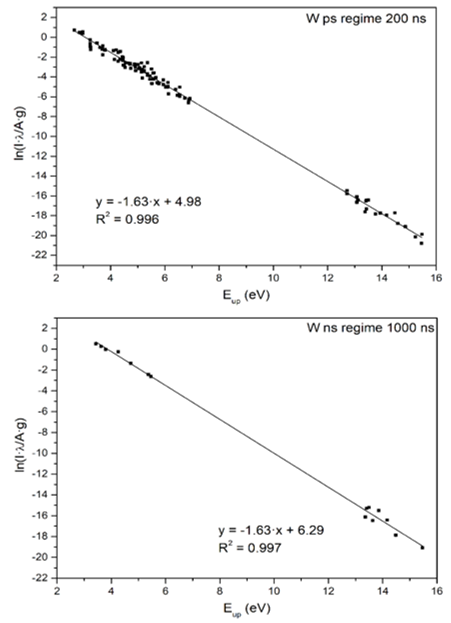 W ps regime 200 ns
2
0
-2
-4
-6
-8
-10
-12
-14
-16
-18
-20
-22
ln(I·λ/A·g)
y = -1.63·x + 4.98
R² = 0.996
2 4 6 8 10 12 14 16
E_up (eV)
W ns regime 1000 ns
2
0
-2
-4
-6
-8
-10
-12
-14
-16
-18
-20
-22
ln(I·λ/A·g)
y = -1.63·x + 6.29
R² = 0.997
2 4 6 8 10 12 14 16
E_up (eV)